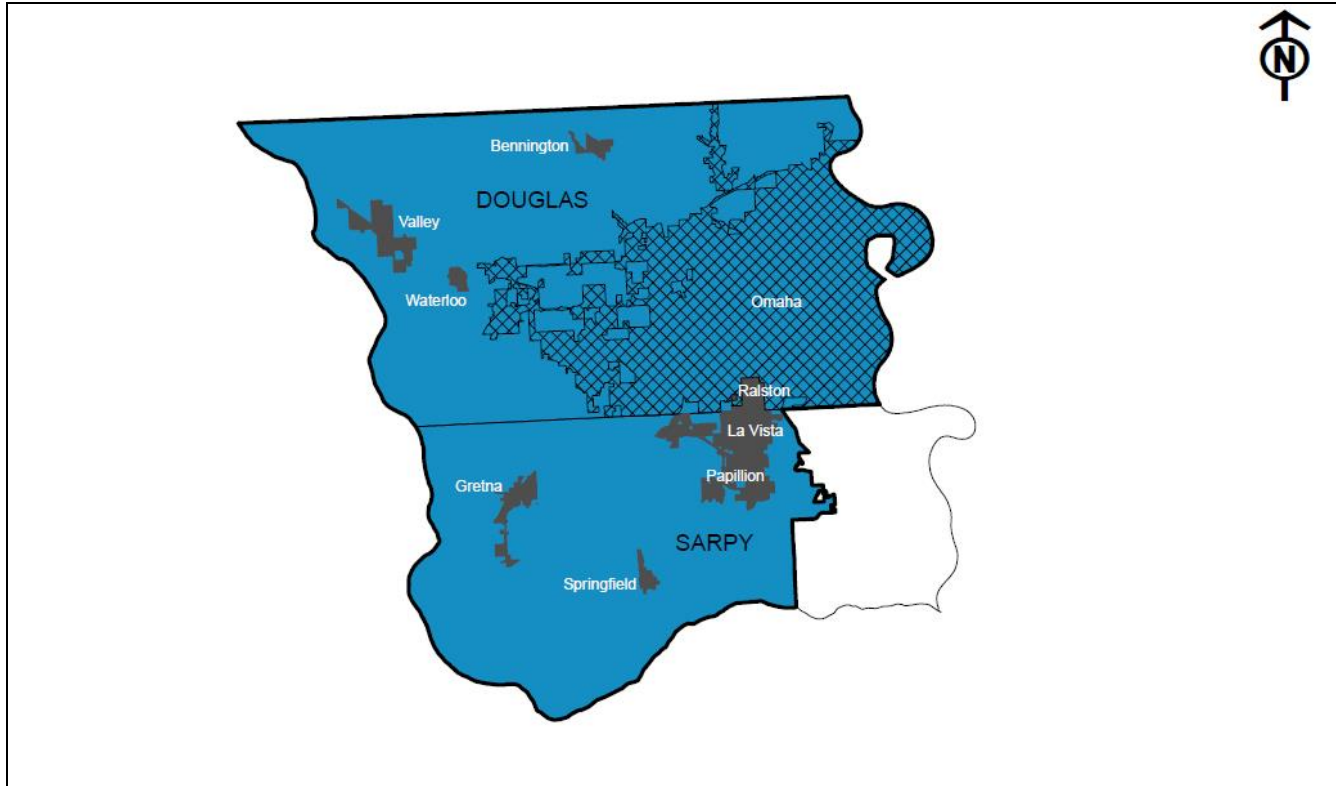 N
Bennington
DOUGLAS
Valley
Waterloo
Omaha
Ralston
La Vista
Papillion
Gretna
SARPY
Springfield